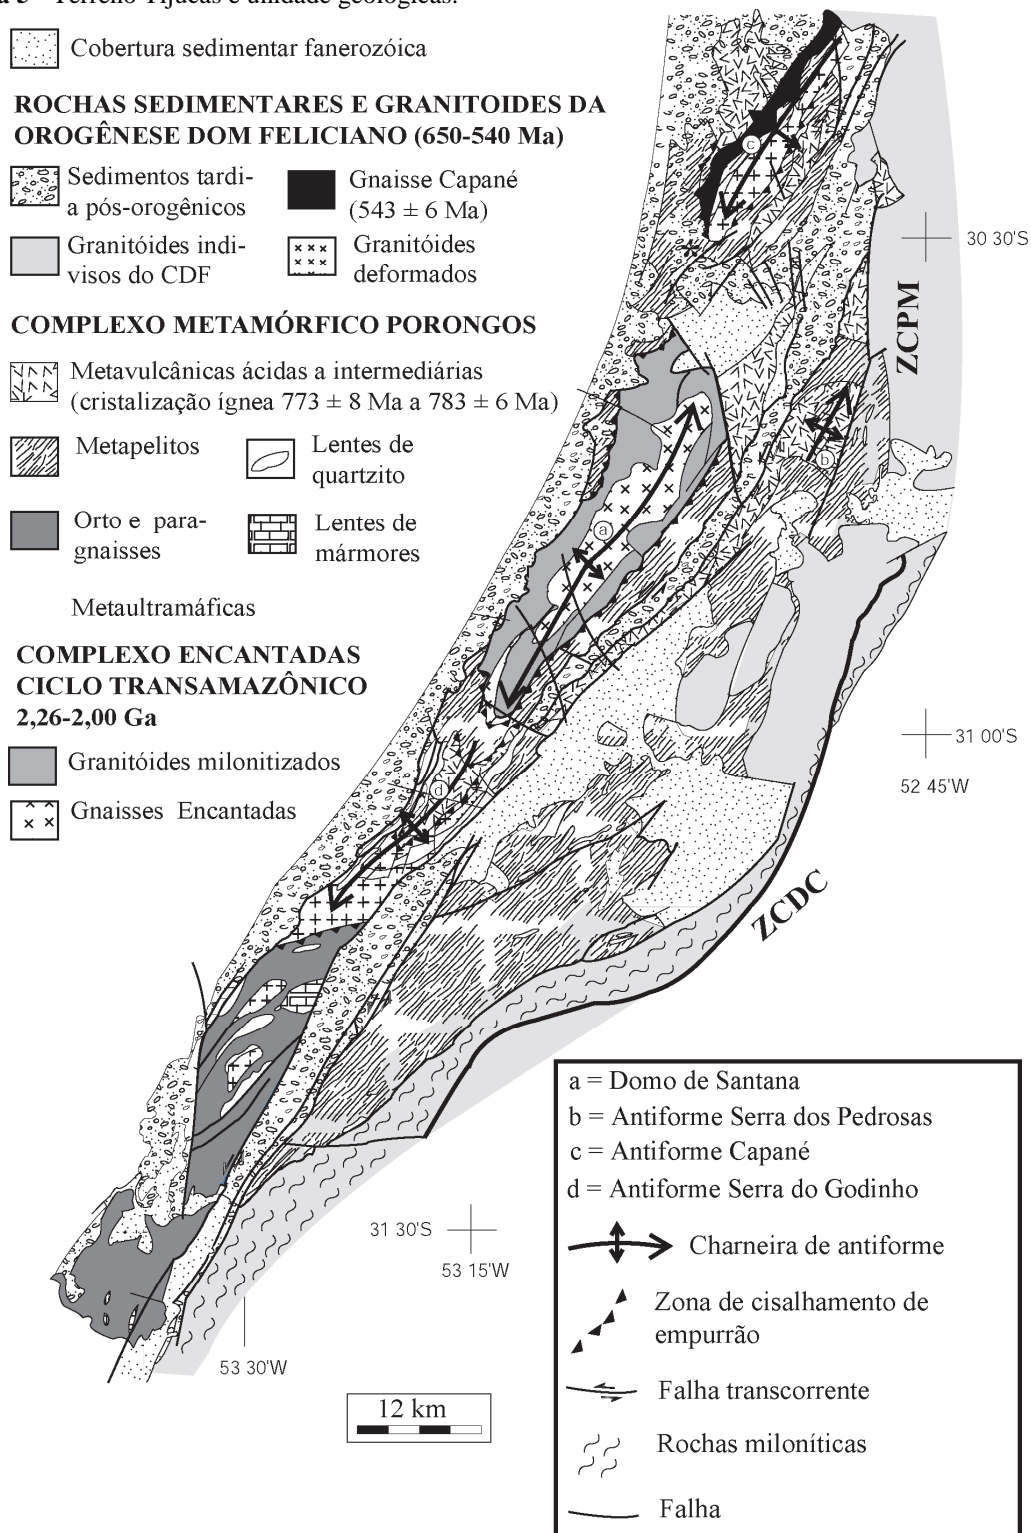 Terreno Tijucas e unidade geológicas.
Cobertura sedimentar fanerozóica
ROCHAS SEDIMENTARES E GRANITOIDES DA
OROGÊNESE DOM FELICIANO (650-540 Ma)
Sedimentos tardi-
a pós-orogênicos
Gnaisse Capané
(543 ± 6 Ma)
Granitóides indi-
visos do CDF
Granitóides
deformados
COMPLEXO METAMÓRFICO PORONGOS
Metavulcânicas ácidas a intermediárias
(cristalização ígnea 773 ± 8 Ma a 783 ± 6 Ma)
Metapelitos
Lentes de
quartzito
Orto e para-
gnaisses
Lentes de
mármores
Metaultramáficas
COMPLEXO ENCANTADAS
CICLO TRANSAMAZÔNICO
2,26-2,00 Ga
Granitóides milonitizados
Gnaisses Encantadas
c
30 30'S
ZCPM
b
a
31 00'S
52 45'W
d
ZCDC
31 30'S
53 15'W
53 30'W
12 km
a = Domo de Santana
b = Antiforme Serra dos Pedrosas
c = Antiforme Capané
d = Antiforme Serra do Godinho
Charneira de antiforme
Zona de cisalhamento de
empurrão
Falha transcorrente
Rochas miloníticas
Falha